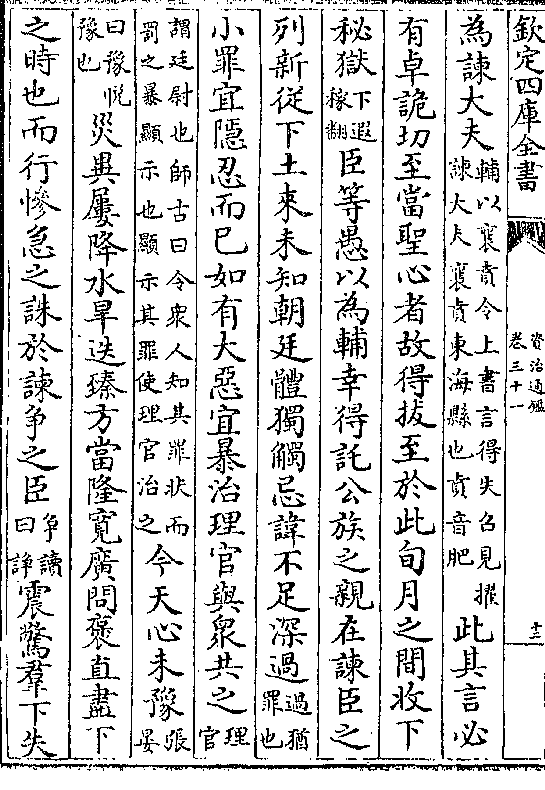 欽定四庫全書
資治通鑑
卷三十一
十三
為諫大夫輔以襄賁令上書言得失召見擢諫大夫襄賁東海縣也賁音肥此其言必
有卓詭切至當聖心者故得拔至於此旬月之間收下
秘獄下遐稼翻臣等愚以為輔幸得託公族之親在諫臣之
列新從下土來未知朝廷體獨觸忌諱不足深過過猶罪也
小罪宜隱忍而已如有大惡宜暴治理官與衆共之理官
謂廷尉也師古曰令衆人知其罪狀而罰之暴顯示也顯示其罪使理官治之今天心未豫張晏
曰豫悅豫也災異屢降水旱迭臻方當隆寛廣問褒直盡下
之時也而行慘急之誅於諫爭之臣爭讀曰諍震驚羣下失